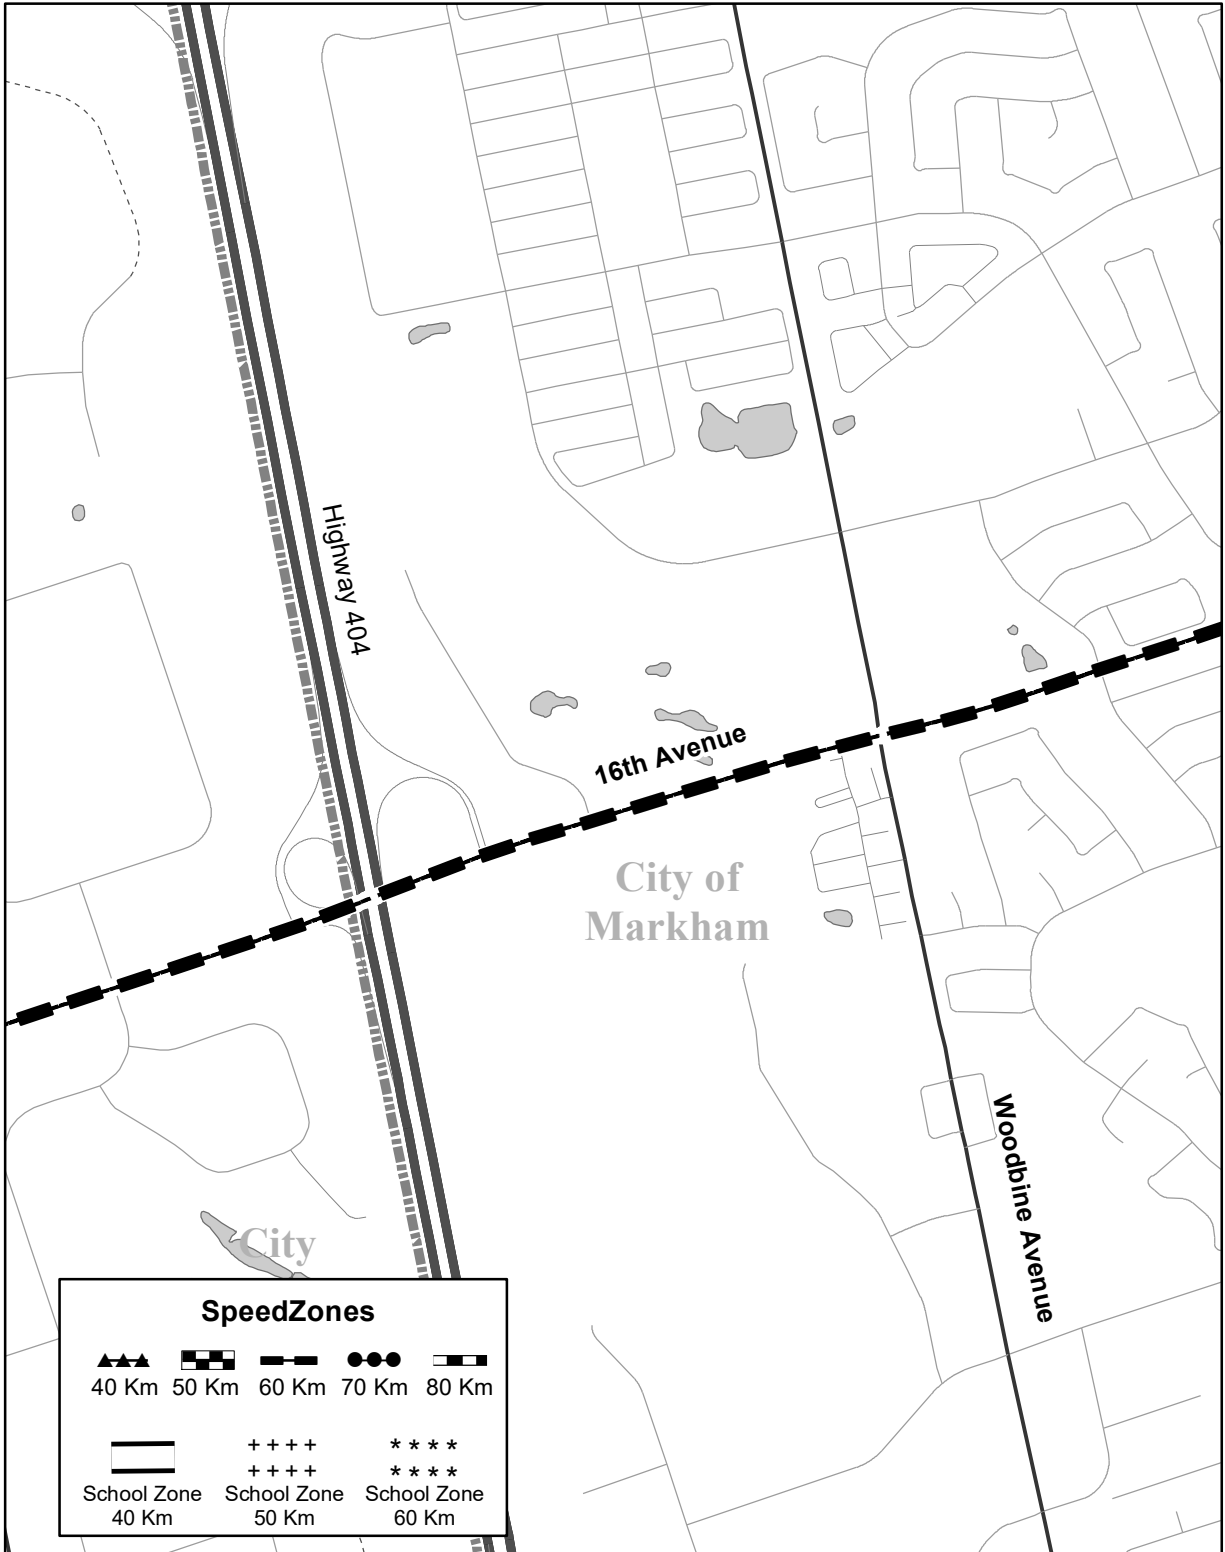 Highway 404
16th Avenue
City of
Markham
Woodbine Avenue
City
SpeedZones
40 Km 50 Km 60 Km 70 Km 80 Km
School Zone School Zone School Zone
40 Km 50 Km 60 Km